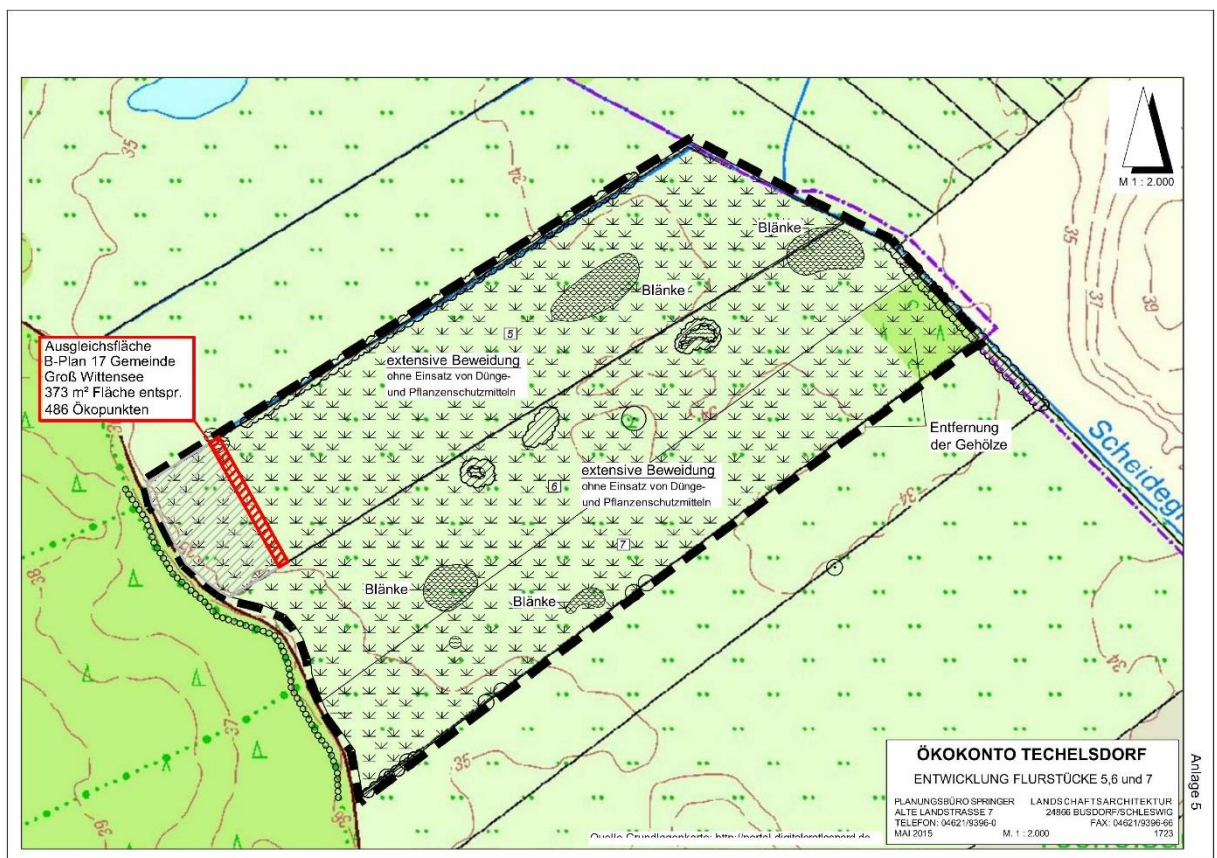 M 1 : 2.000
35
34
35
37
39
Blänke
Blänke
5
extensive Beweidung
ohne Einsatz von Dünge-
und Pflanzenschutzmitteln
Ausgleichsfläche
B-Plan 17 Gemeinde
Groß Wittensee
373 m² Fläche entspr.
486 Ökopunkten
Entfernung
der Gehölze
Scheidegr
extensive Beweidung
6
ohne Einsatz von Dünge-
und Pflanzenschutzmitteln
7
34
34
38
Blänke
Blänke
37
35
36
39
ÖKOKONTO TECHELSDORF
ENTWICKLUNG FLURSTÜCKE 5,6 und 7
PLANUNGSBÜRO SPRINGER LANDSCHAFTSARCHITEKTUR
ALTE LANDSTRASSE 7 24866 BUSDORF/SCHLESWIG
TELEFON: 04621/9396-0 FAX: 04621/9396-66
MAI 2015 M. 1 : 2.000 1723
Anlage 5